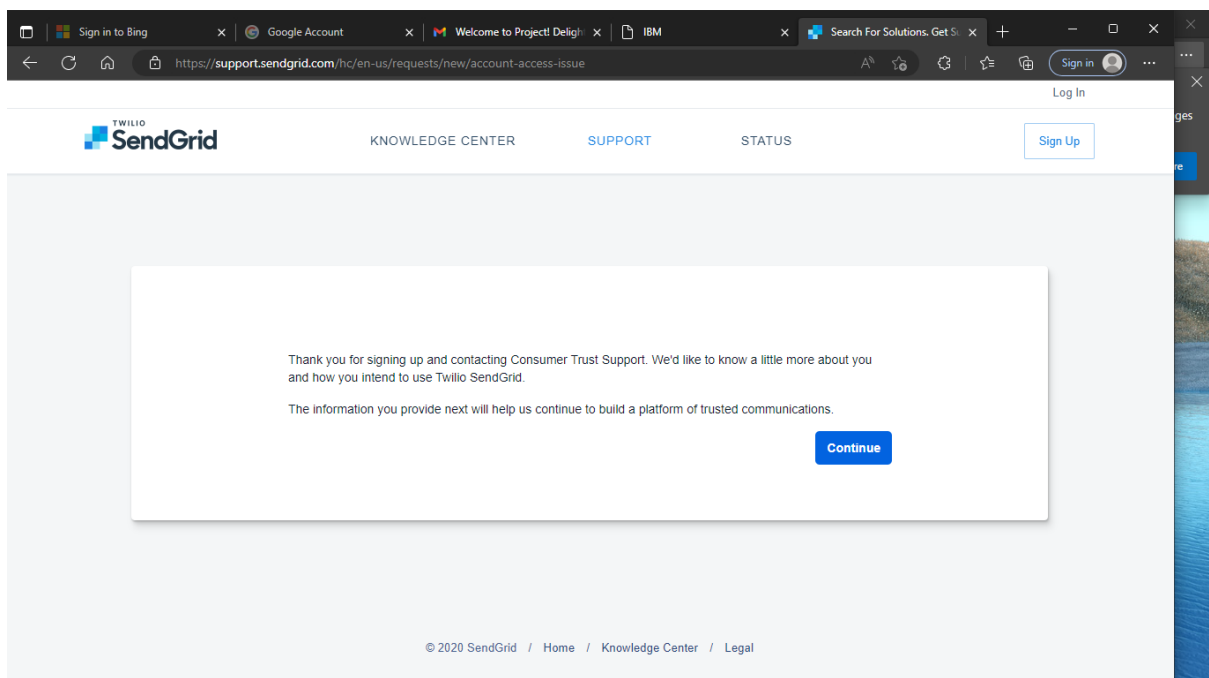 Sign in to Bing
Google Account
Welcome to Project! Deligh
IBM
Search For Solutions. Get Su
https://support.sendgrid.com/hc/en-us/requests/new/account-access-issue
Sign in
Log In
ges
TWILIO
SendGrid
KNOWLEDGE CENTER
SUPPORT
STATUS
Sign Up
re
Thank you for signing up and contacting Consumer Trust Support. We'd like to know a little more about you
and how you intend to use Twilio SendGrid.
The information you provide next will help us continue to build a platform of trusted communications.
Continue
© 2020 SendGrid / Home / Knowledge Center / Legal